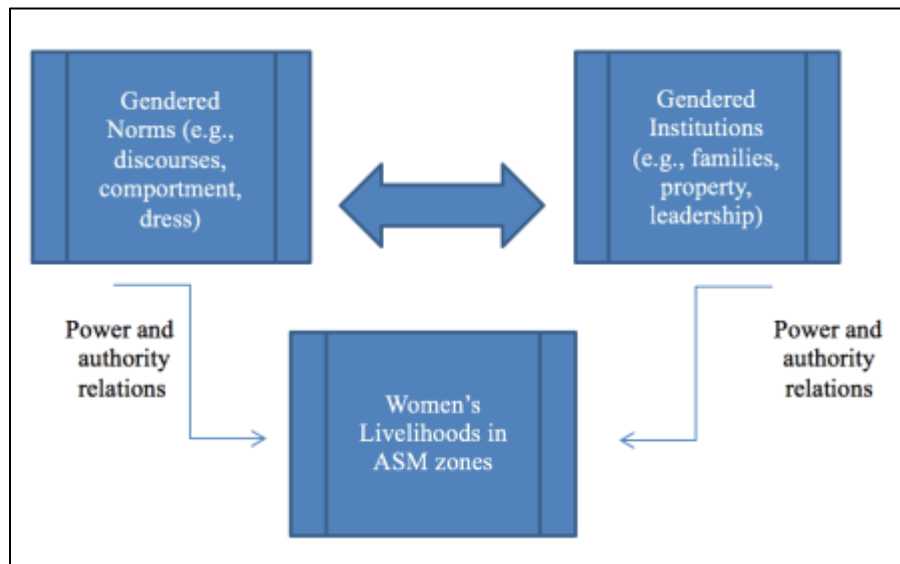 Gendered
Norms (e.g.,
discourses,
comportment,
dress)
Gendered
Institutions
(e.g., families,
property,
leadership)
Power and
authority
relations
Power and
authority
relations
Women’s
Livelihoods in
ASM zones